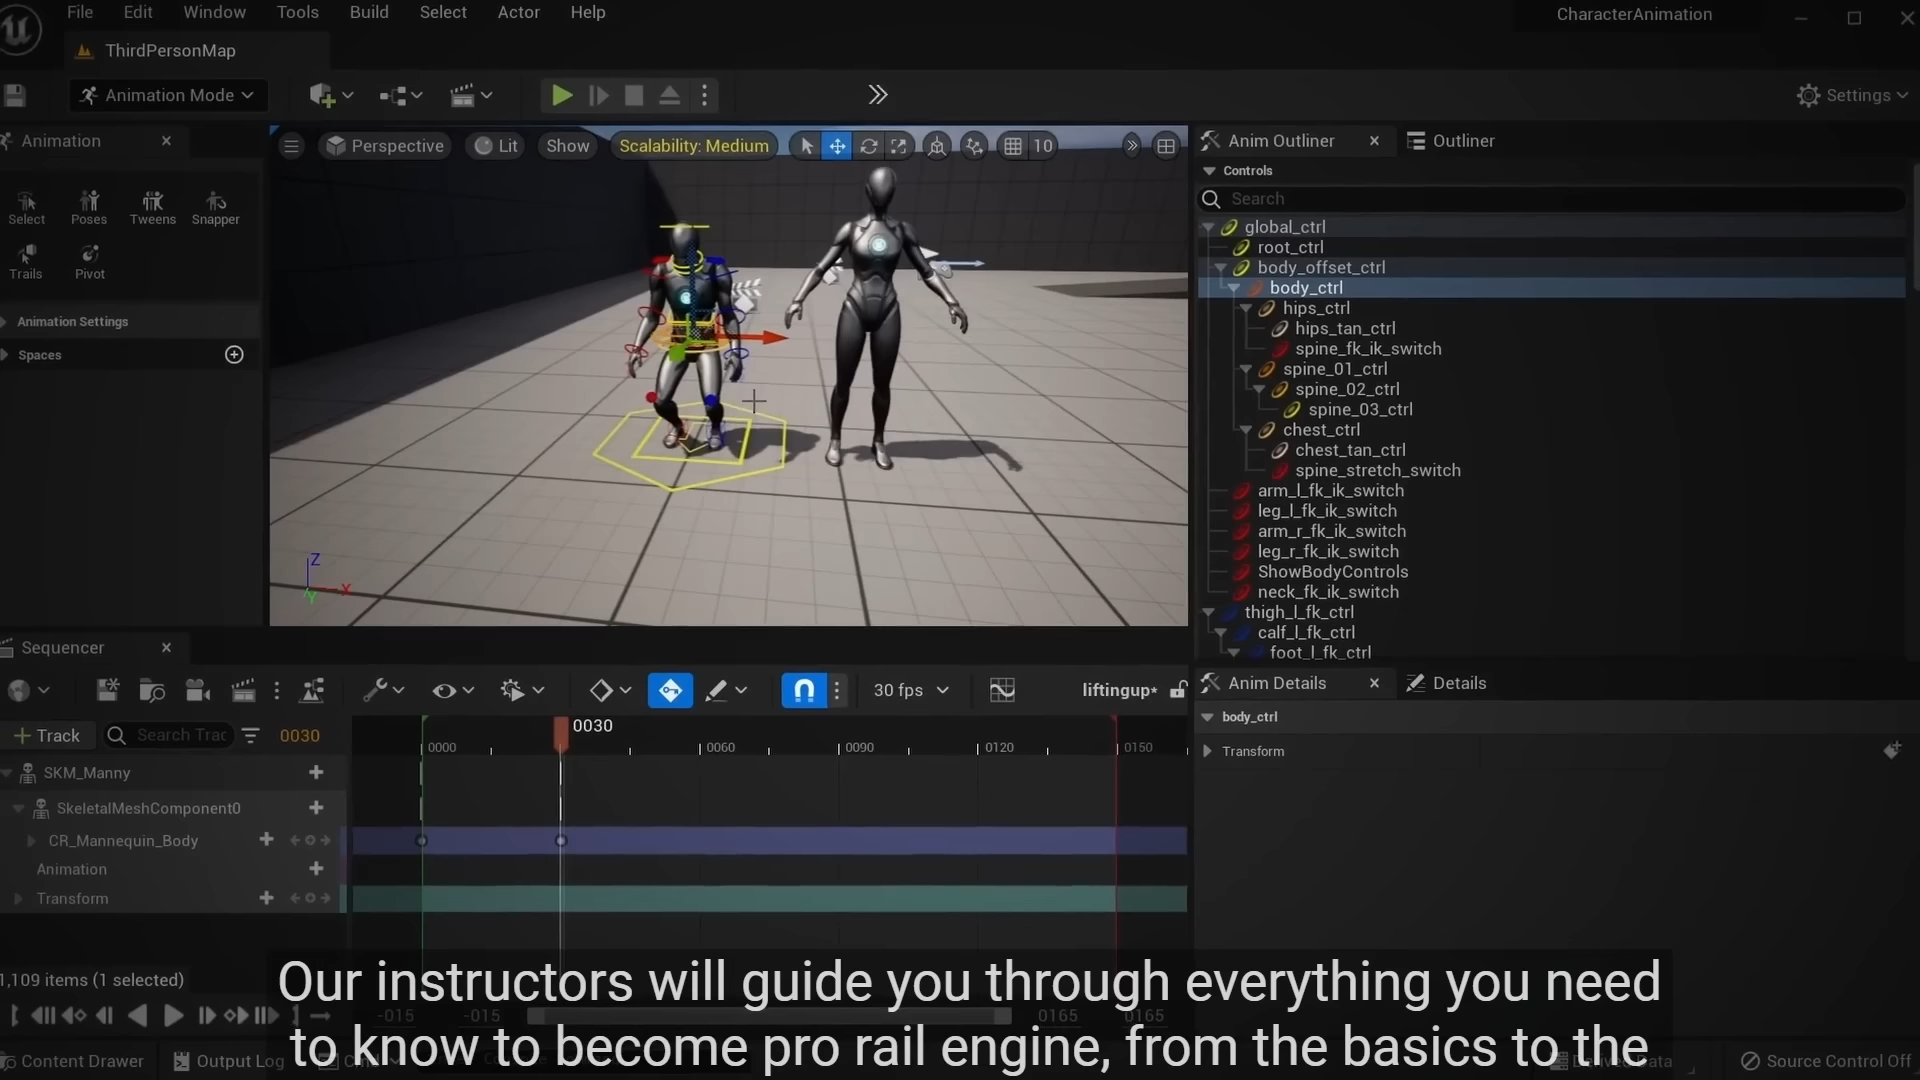 File Edit Window Tools Build Select Actor Help
CharacterAnimation
ThirdPersonMap
Animation Mode
Settings
Animation
Perspective Lit Show Scalability: Medium 10
Anim Outliner Outliner
Controls
Search
Select Poses Tweens Snapper
Trails Pivot
Animation Settings
Spaces
global_ctrl
root_ctrl
body_offset_ctrl
body_ctrl
hips_ctrl
hips_tan_ctrl
spine_fk_ik_switch
spine_01_ctrl
spine_02_ctrl
spine_03_ctrl
chest_ctrl
chest_tan_ctrl
spine_stretch_switch
arm_l_fk_ik_switch
leg_l_fk_ik_switch
arm_r_fk_ik_switch
leg_r_fk_ik_switch
ShowBodyControls
neck_fk_ik_switch
thigh_l_fk_ctrl
calf_l_fk_ctrl
foot_l_fk_ctrl
Z
X
Y
Sequencer
30 fps
liftingup*
Anim Details Details
body_ctrl
Transform
Track
Search Trac
0030
0030
0000 0060 0090 0120 0150
SKM_Manny
SkeletalMeshComponent0
CR_Mannequin_Body
Animation
Transform
1,109 items (1 selected)
-015 -015 0165 0165
Content Drawer Output Log Data Source Control Off
Our instructors will guide you through everything you need
to know to become pro rail engine, from the basics to the